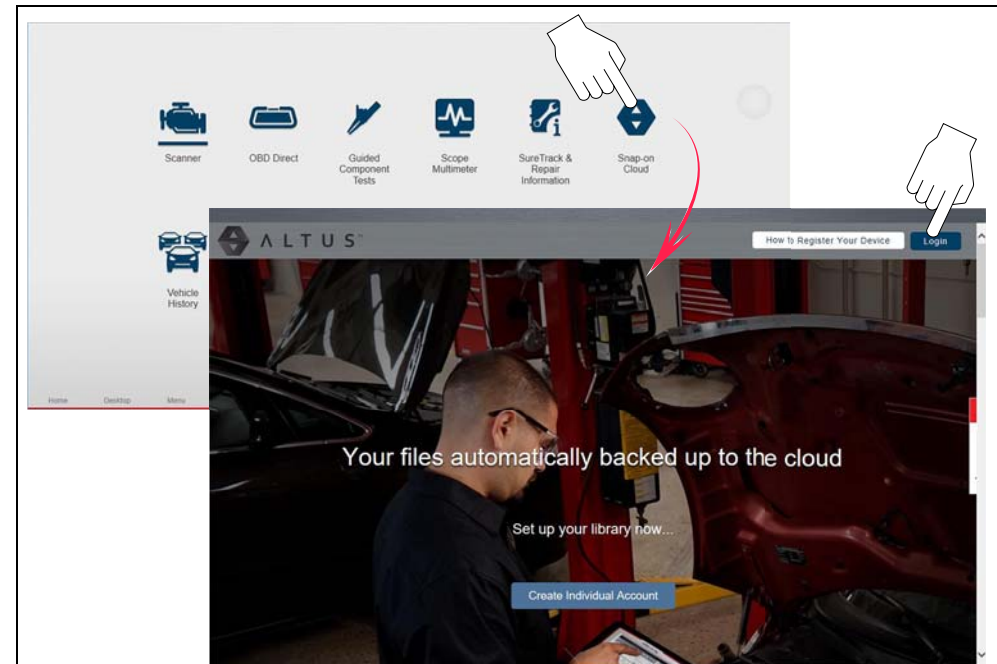 Scanner
OBD Direct
Guided
Component
Tests
Scope
Multimeter
SureTrack &
Repair
Information
Snap-on
Cloud
Vehicle
History
Home
Desktop
Menu
ALTUS™
How to Register Your Device
Login
Your files automatically backed up to the cloud
Set up your library now...
Create Individual Account